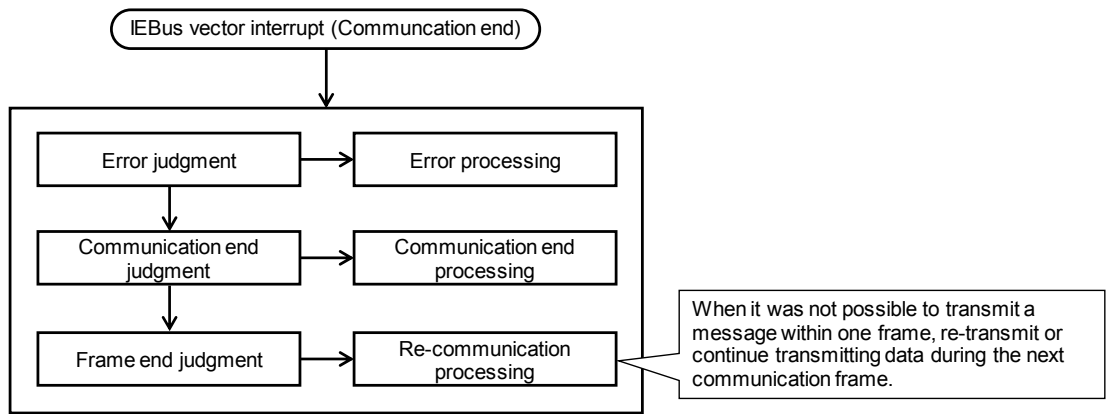 IEBus vector interrupt (Communcation end)
Error judgment
Error processing
Communication end
judgment
Communication end
processing
Frame end judgment
Re-communication
processing
When it was not possible to transmit a
message within one frame, re-transmit or
continue transmitting data during the next
communication frame.